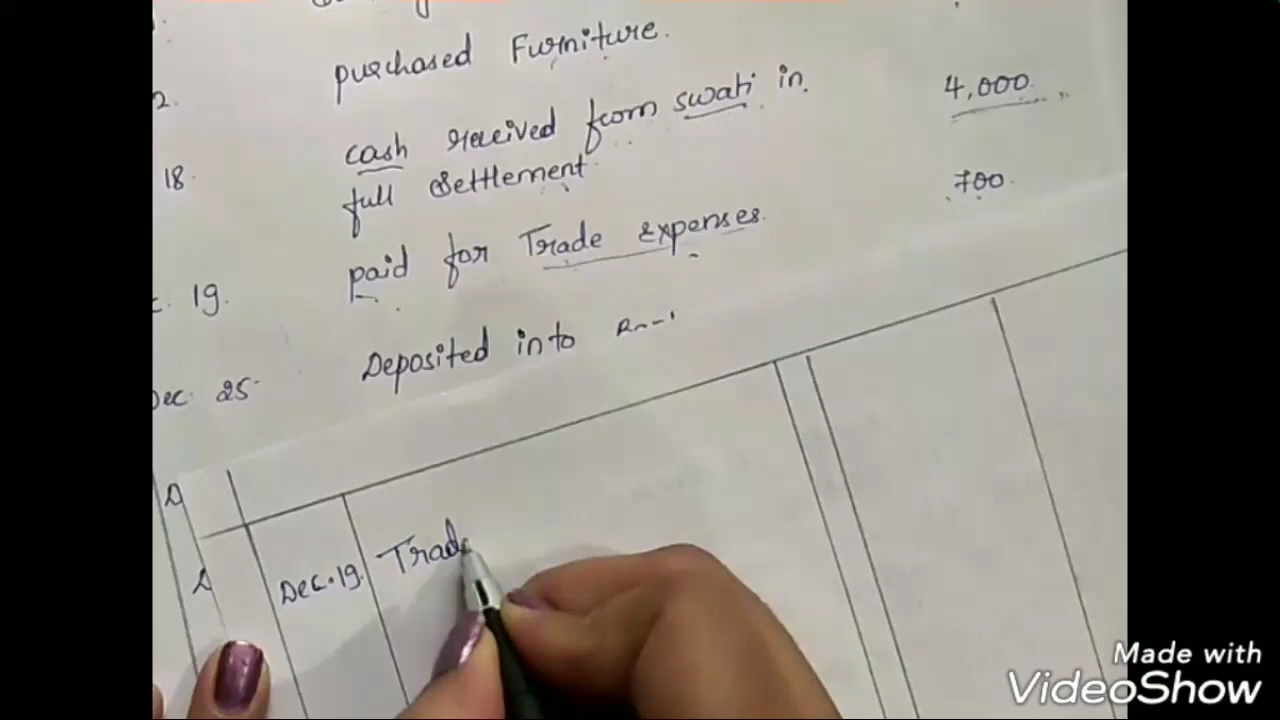 purchased Furniture.
2.
cash received from swati in
4,000
18
full Settlement
700
paid for Trade expenses.
19.
Deposited into
Dec. 25
Dec. 19. Trade
Made with
VideoShow